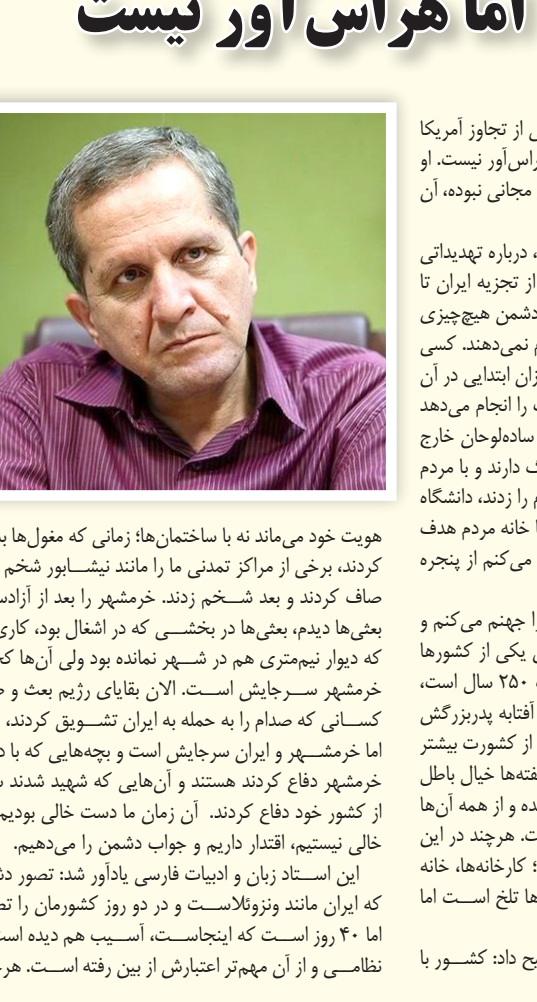 اما هراس‌آور نیست
از تجاوز آمریکا
راس‌آور نیست. او
مجانی نبوده، آن
، درباره تهدیداتی
از تجزیه ایران تا
دشمن هیچ‌چیزی
نمی‌دهند. کسی
زان ابتدایی در آن
را انجام می‌دهد
ساده‌لوحان خارج
دارند و با مردم
را زدند، دانشگاه
خانه مردم هدف
می‌کنم از پنجره
را جهنم می‌کنم و
یکی از کشورها
۲۵۰ سال است،
آفتابه پدربزرگش
از کشورت بیشتر
فته‌ها خیال باطل
ده و از همه آن‌ها
ت. هرچند در این
؛ کارخانه‌ها، خانه
ها تلخ است اما
یح داد: کشور با
هویت خود می‌ماند نه با ساختمان‌ها؛ زمانی که مغول‌ها
کردند، برخی از مراکز تمدنی ما را مانند نیشابور شخم
صاف کردند و بعد شخم زدند. خرمشهر را بعد از
بعثی‌ها دیدم، بعثی‌ها در بخشی که در اشغال بود، کاری
که دیوار نیم‌متری هم در شهر نمانده بود ولی آن‌ها
خرمشهر سرجایش است. الان بقایای رژیم بعث و
کسانی که صدام را به حمله به ایران تشویق کردند،
اما خرمشهر و ایران سرجایش است و بچه‌هایی که با
خرمشهر دفاع کردند هستند و آن‌هایی که شهید شدند
از کشور خود دفاع کردند. آن زمان ما دست خالی بودیم
خالی نیستیم، اقتدار داریم و جواب دشمن را می‌دهیم.
این استاد زبان و ادبیات فارسی یادآور شد: تصور
که ایران مانند ونزوئلاست و در دو روز کشورمان را
اما ۴۰ روز است که اینجاست، آسیب هم دیده
نظامی و از آن مهم‌تر اعتبارش از بین رفته است.